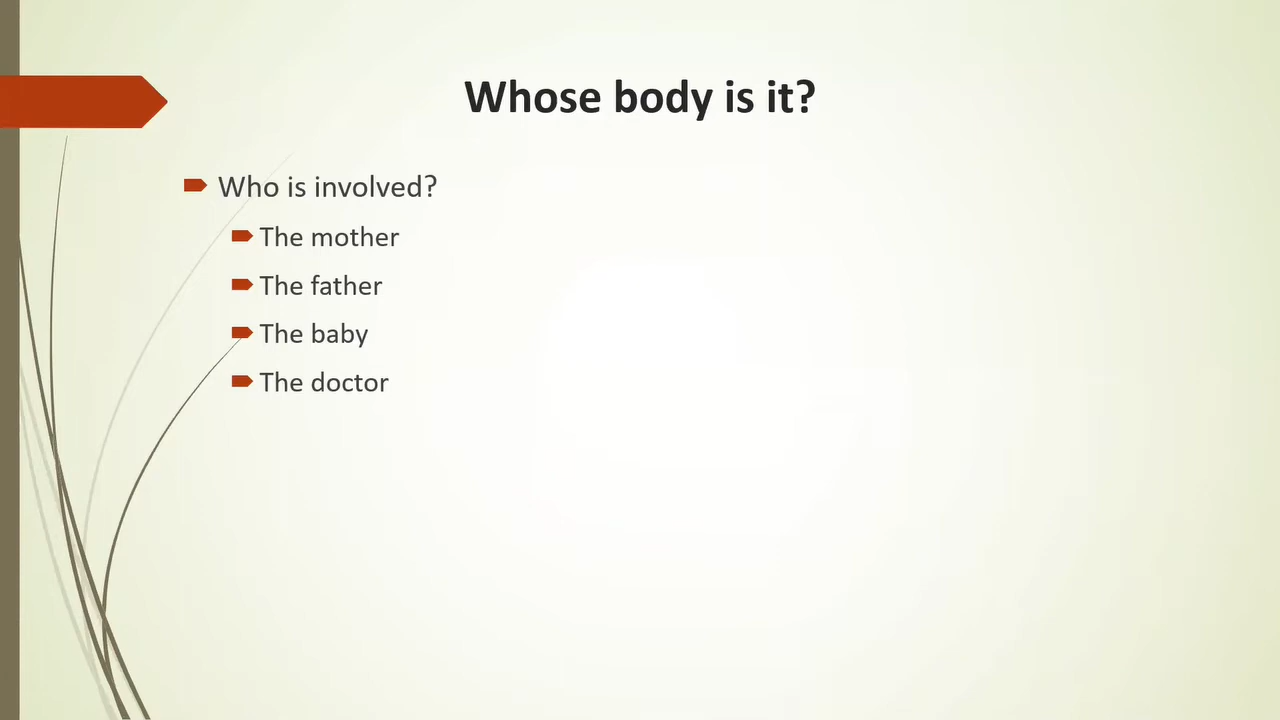 Whose body is it?
Who is involved?
The mother
The father
The baby
The doctor